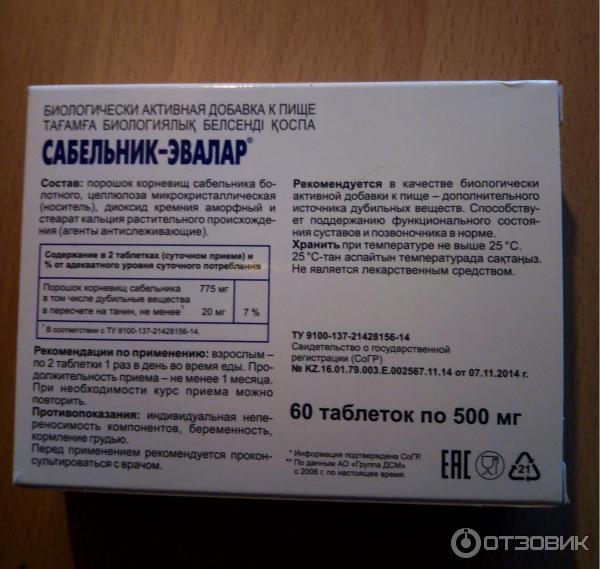 БИОЛОГИЧЕСКИ АКТИВНАЯ ДОБАВКА К ПИЩЕ
ТАҒАМҒА БИОЛОГИЯЛЫҚ БЕЛСЕНДІ ҚОСПА
САБЕЛЬНИК-ЭВАЛАР®
Состав: порошок корневищ сабельника бо-
лотного, целлюлоза микрокристаллическая
(носитель), диоксид кремния аморфный и
стеарат кальция растительного происхожде-
ния (агенты антислеживающие).
Содержание в 2 таблетках (суточном приеме) и
% от адекватного уровня суточного потребления
Порошок корневищ сабельника 775 мг
в том числе дубильные вещества
в пересчете на танин, не менее¹ 20 мг 7 %
¹ В соответствии с ТУ 9100-137-21428156-14.
Рекомендации по применению: взрослым –
по 2 таблетки 1 раз в день во время еды. Про-
должительность приема – не менее 1 месяца.
При необходимости курс приема можно
повторить.
Противопоказания: индивидуальная непе-
реносимость компонентов, беременность,
кормление грудью.
Перед применением рекомендуется прокон-
сультироваться с врачом.
Рекомендуется в качестве биологически
активной добавки к пище – дополнительного
источника дубильных веществ. Способству-
ет поддержанию функционального состоя-
ния суставов и позвоночника в норме.
Хранить при температуре не выше 25 °С.
25 °С-тан аспайтын температурада сақтаңыз.
Не является лекарственным средством.
ТУ 9100-137-21428156-14
Свидетельство о государственной
регистрации (СоГР)
№ KZ.16.01.79.003.E.002567.11.14 от 07.11.2014 г.
60 таблеток по 500 мг
* Информация подтверждена СоГР.
** По данным АО «Группа ДСМ»
с 2006 г. по настоящее время.
ЕАС
21
ОТЗОВИК